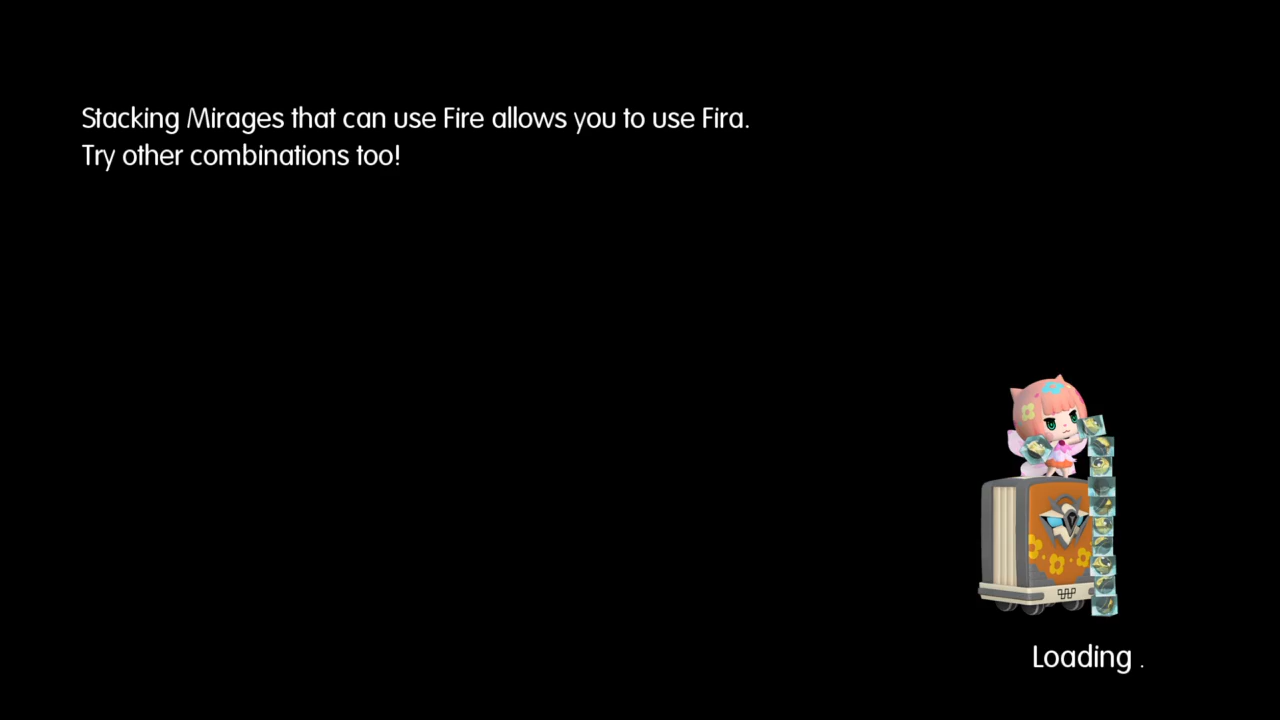 Stacking Mirages that can use Fire allows you to use Fira.
Try other combinations too!
Loading .